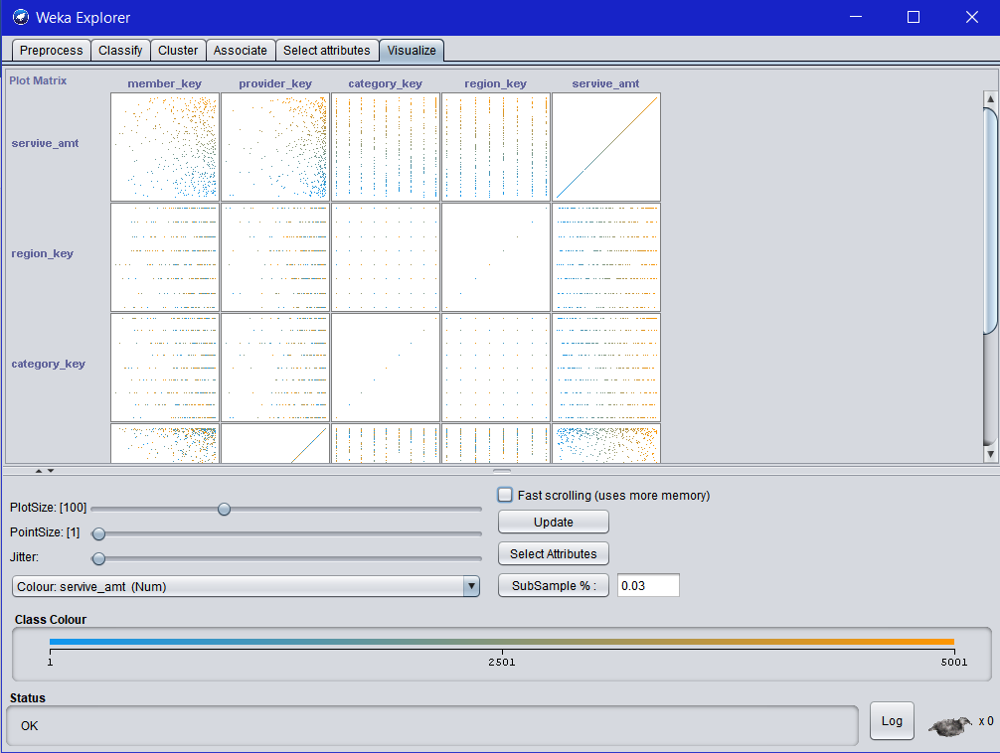 Weka Explorer
Preprocess Classify Cluster Associate Select attributes Visualize
Plot Matrix
member_key provider_key category_key region_key servive_amt
servive_amt
region_key
category_key
PlotSize: [100]
PointSize: [1]
Jitter:
Colour: servive_amt (Num)
Fast scrolling (uses more memory)
Update
Select Attributes
SubSample % : 0.03
Class Colour
1 2501 5001
Status
OK
Log
x 0